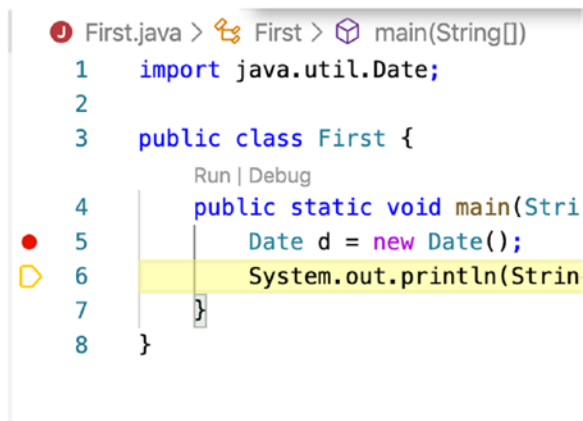 J First.java > First > main(String[])
1 import java.util.Date;
2
3 public class First {
Run | Debug
4 public static void main(Stri
5 Date d = new Date();
6 System.out.println(Strin
7 }
8 }